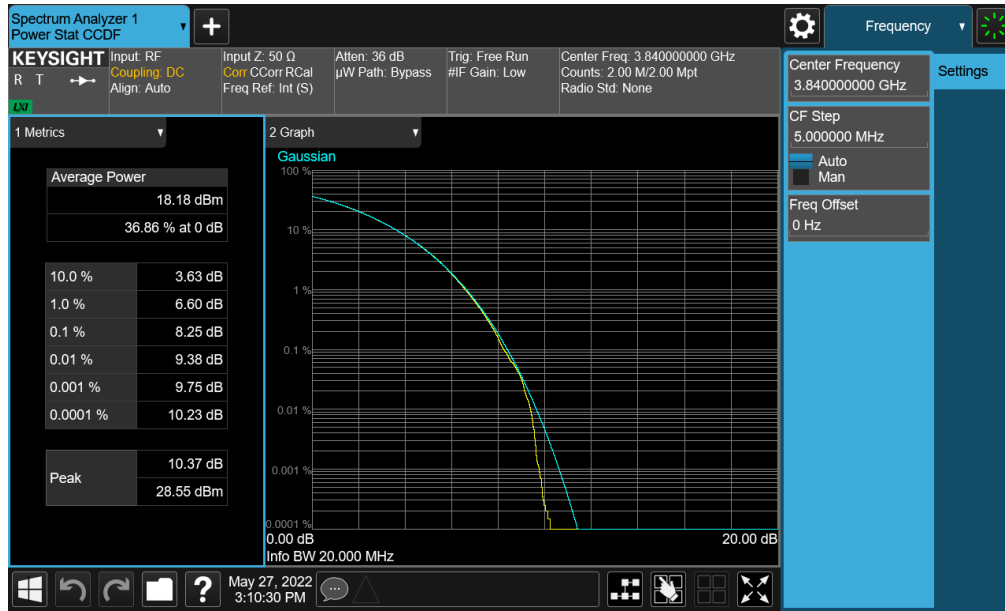 Spectrum Analyzer 1
Power Stat CCDF
Frequency
KEYSIGHT
R T
LXI
Input: RF
Coupling: DC
Align: Auto
Input Z: 50 Ω
Corr CCorr RCal
Freq Ref: Int (S)
Atten: 36 dB
µW Path: Bypass
Trig: Free Run
#IF Gain: Low
Center Freq: 3.840000000 GHz
Counts: 2.00 M/2.00 Mpt
Radio Std: None
Center Frequency
3.840000000 GHz
Settings
CF Step
5.000000 MHz
Auto
Man
Freq Offset
0 Hz
1 Metrics
Average Power
18.18 dBm
36.86 % at 0 dB
10.0 % 3.63 dB
1.0 % 6.60 dB
0.1 % 8.25 dB
0.01 % 9.38 dB
0.001 % 9.75 dB
0.0001 % 10.23 dB
Peak
10.37 dB
28.55 dBm
2 Graph
Gaussian
100 %
10 %
1 %
0.1 %
0.01 %
0.001 %
0.0001 %
0.00 dB 20.00 dB
Info BW 20.000 MHz
?
May 27, 2022
3:10:30 PM